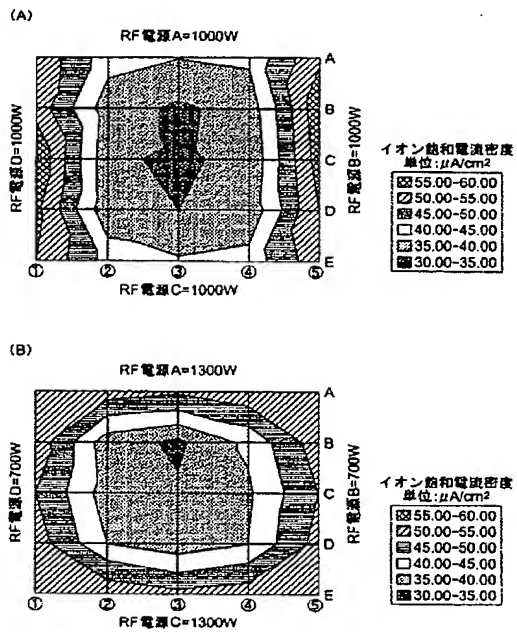 (A)
RF電源A=1000W
A
B
C
D
E
RF電源D=1000W
RF電源B=1000W
① ② ③ ④ ⑤
RF電源C=1000W
イオン飽和電流密度
単位:μA/cm²
55.00-60.00
50.00-55.00
45.00-50.00
40.00-45.00
35.00-40.00
30.00-35.00
(B)
RF電源A=1300W
A
B
C
D
E
RF電源D=700W
RF電源B=700W
① ② ③ ④ ⑤
RF電源C=1300W
イオン飽和電流密度
単位:μA/cm²
55.00-60.00
50.00-55.00
45.00-50.00
40.00-45.00
35.00-40.00
30.00-35.00